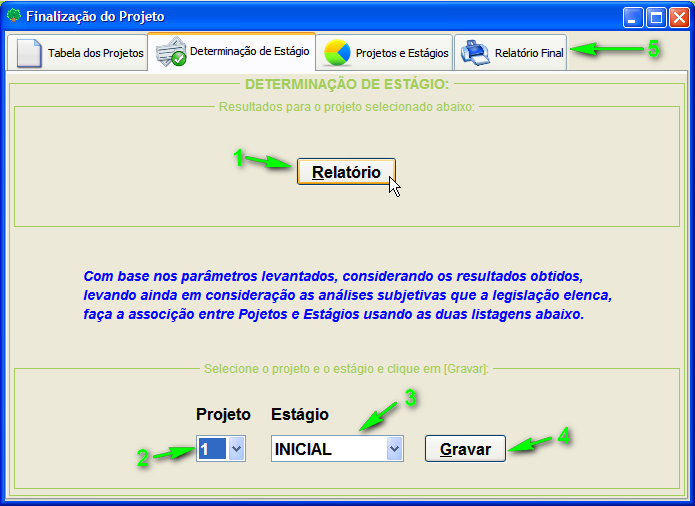 Finalização do Projeto
Tabela dos Projetos
Determinação de Estágio
Projetos e Estágios
Relatório Final
5
DETERMINAÇÃO DE ESTÁGIO:
Resultados para o projeto selecionado abaixo:
1
Relatório
Com base nos parâmetros levantados, considerando os resultados obtidos,
levando ainda em consideração as análises subjetivas que a legislação elenca,
faça a associção entre Pojetos e Estágios usando as duas listagens abaixo.
Selecione o projeto e o estágio e clique em [Gravar]:
Projeto
Estágio
3
2
1
INICIAL
Gravar
4